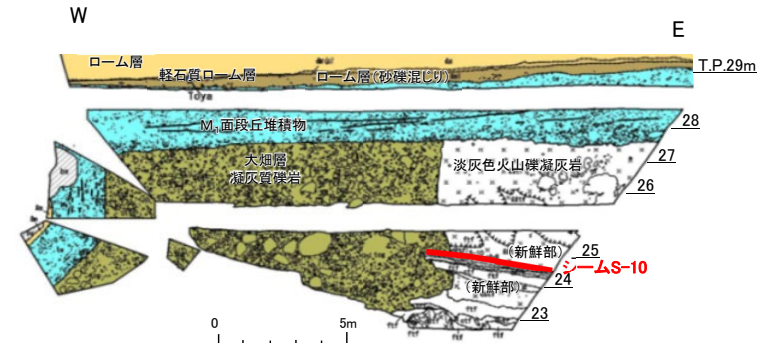 W
E
ローム層
軽石質ローム層
ローム層(砂礫混じり)
T.P.29m
Toya
M₁面段丘堆積物
28
大畑層
凝灰質礫岩
淡灰色火山礫凝灰岩
27
26
(新鮮部)
25
シームS-10
24
(新鮮部)
23
0
5m